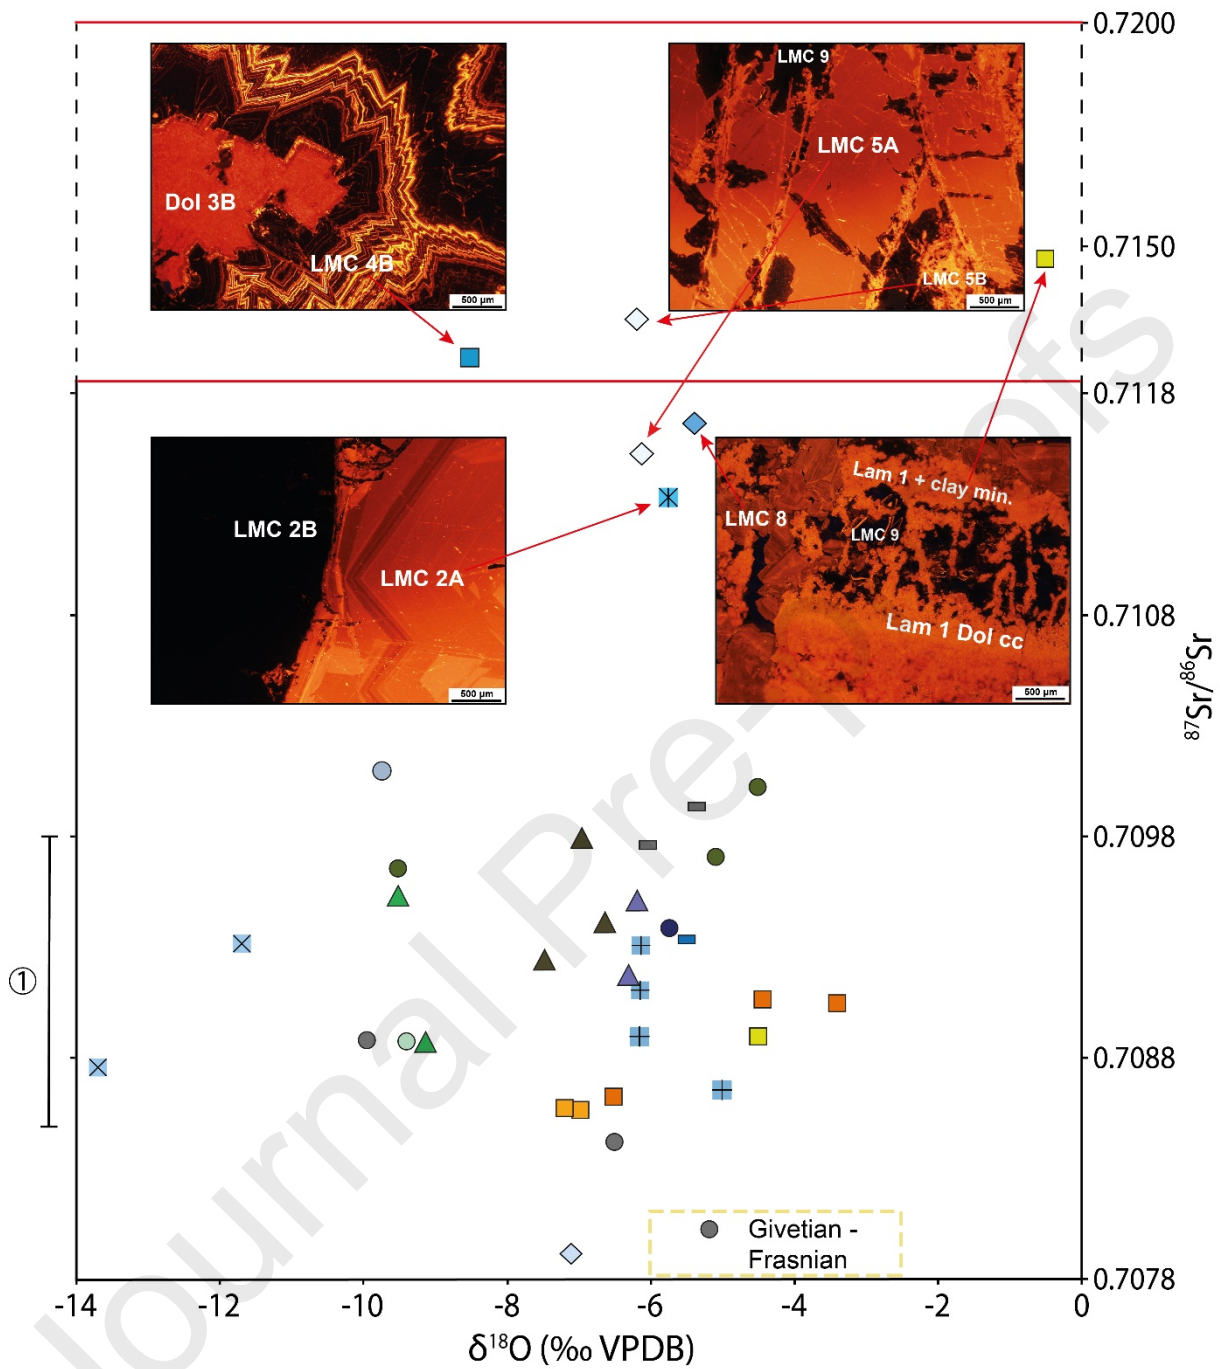 0.7200
LMC 9
LMC 5A
Dol 3B
LMC 4B
500 µm
LMC 5B
500 µm
0.7150
0.7118
LMC 2B
LMC 2A
500 µm
Lam 1 + clay min.
LMC 8
LMC 9
Lam 1 Dol cc
500 µm
0.7108
⁸⁷Sr/⁸⁶Sr
0.7098
①
0.7088
Givetian -
Frasnian
0.7078
-14 -12 -10 -8 -6 -4 -2 0
δ¹⁸O (‰ VPDB)
Journal Pre-proofs